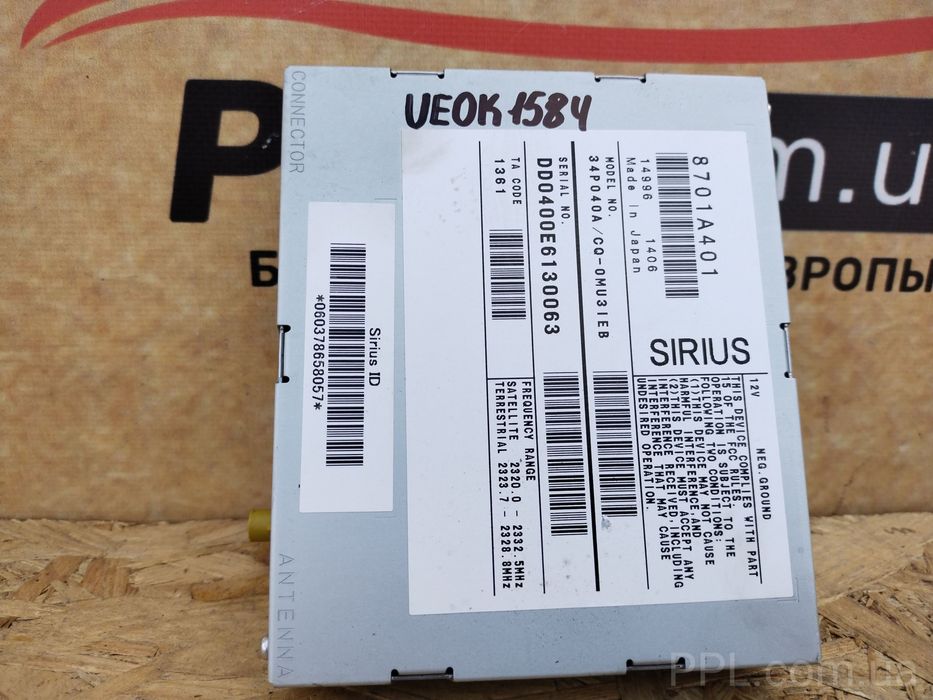 UEOK1584
CONNECTOR
8701A401
14996 1406
Made in Japan
SIRIUS
MODEL NO.
34P040A/CQ-0MU31EB
SERIAL NO.
DD0400E6130063
TA CODE
1361
12V NEQ.GROUND
THIS DEVICE COMPLIES WITH PART
15 OF THE FCC RULES.
OPERATION IS SUBJECT TO THE
FOLLOWING TWO CONDITIONS:
(1)THIS DEVICE MAY NOT CAUSE
HARMFUL INTERFERENCE,AND
(2)THIS DEVICE MUST ACCEPT ANY
INTERFERENCE RECEIVED,INCLUDING
INTERFERENCE THAT MAY CAUSE
UNDESIRED OPERATION.
FREQUENCY RANGE
SATELLITE 2320.0 – 2332.5MHz
TERRESTRIAL 2323.7 – 2328.8MHz
Sirius ID
*060378658057*
ANTENNA
PPL.com.ua